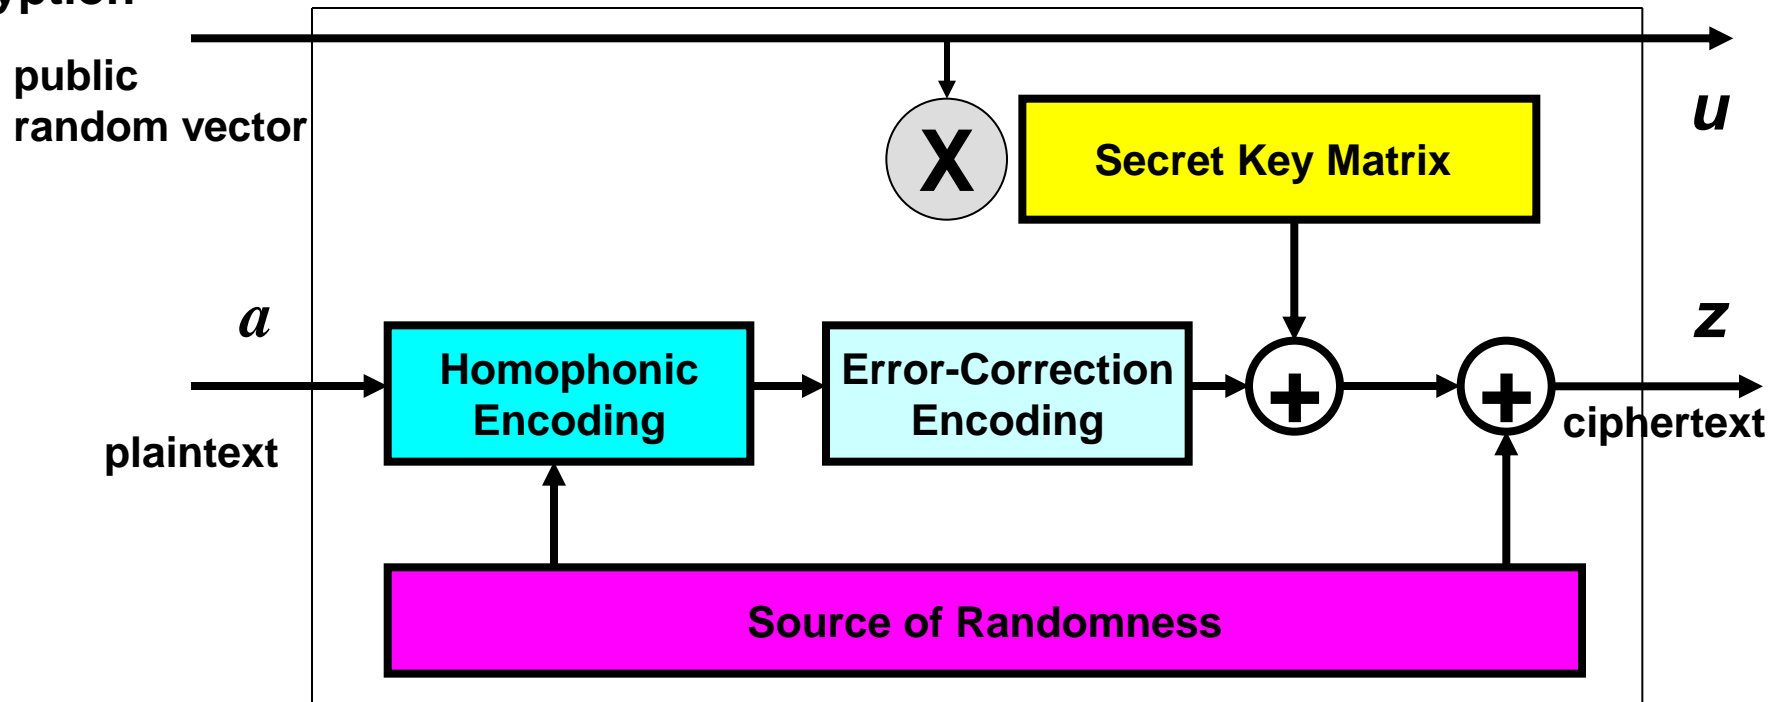 public
random vector
u
X
Secret Key Matrix
a
z
Homophonic
Encoding
Error-Correction
Encoding
+
+
plaintext
ciphertext
Source of Randomness